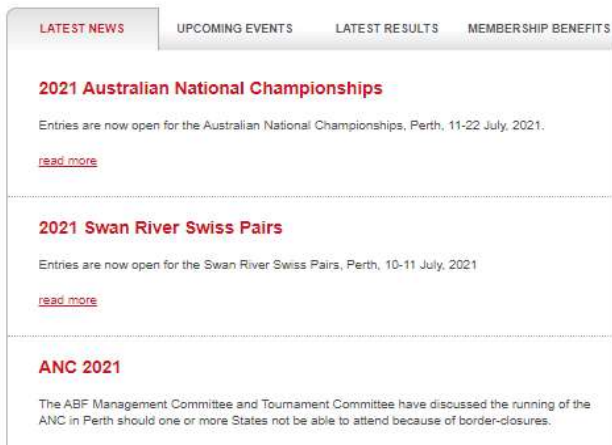 LATEST NEWS UPCOMING EVENTS LATEST RESULTS MEMBERSHIP BENEFITS
2021 Australian National Championships
Entries are now open for the Australian National Championships, Perth, 11-22 July, 2021.
read more
2021 Swan River Swiss Pairs
Entries are now open for the Swan River Swiss Pairs, Perth, 10-11 July, 2021
read more
ANC 2021
The ABF Management Committee and Tournament Committee have discussed the running of the
ANC in Perth should one or more States not be able to attend because of border-closures.